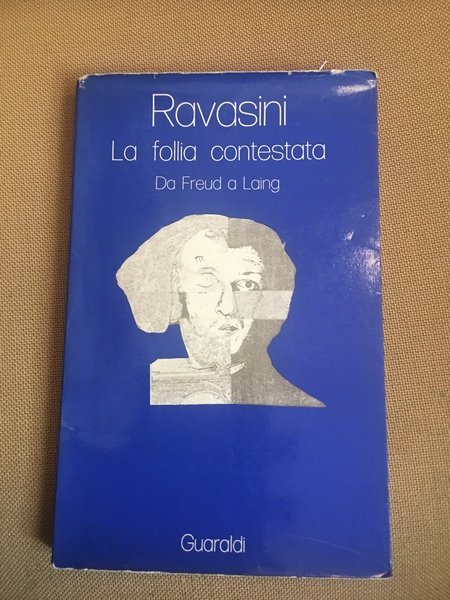 Ravasini
La follia contestata
Da Freud a Laing
Guaraldi